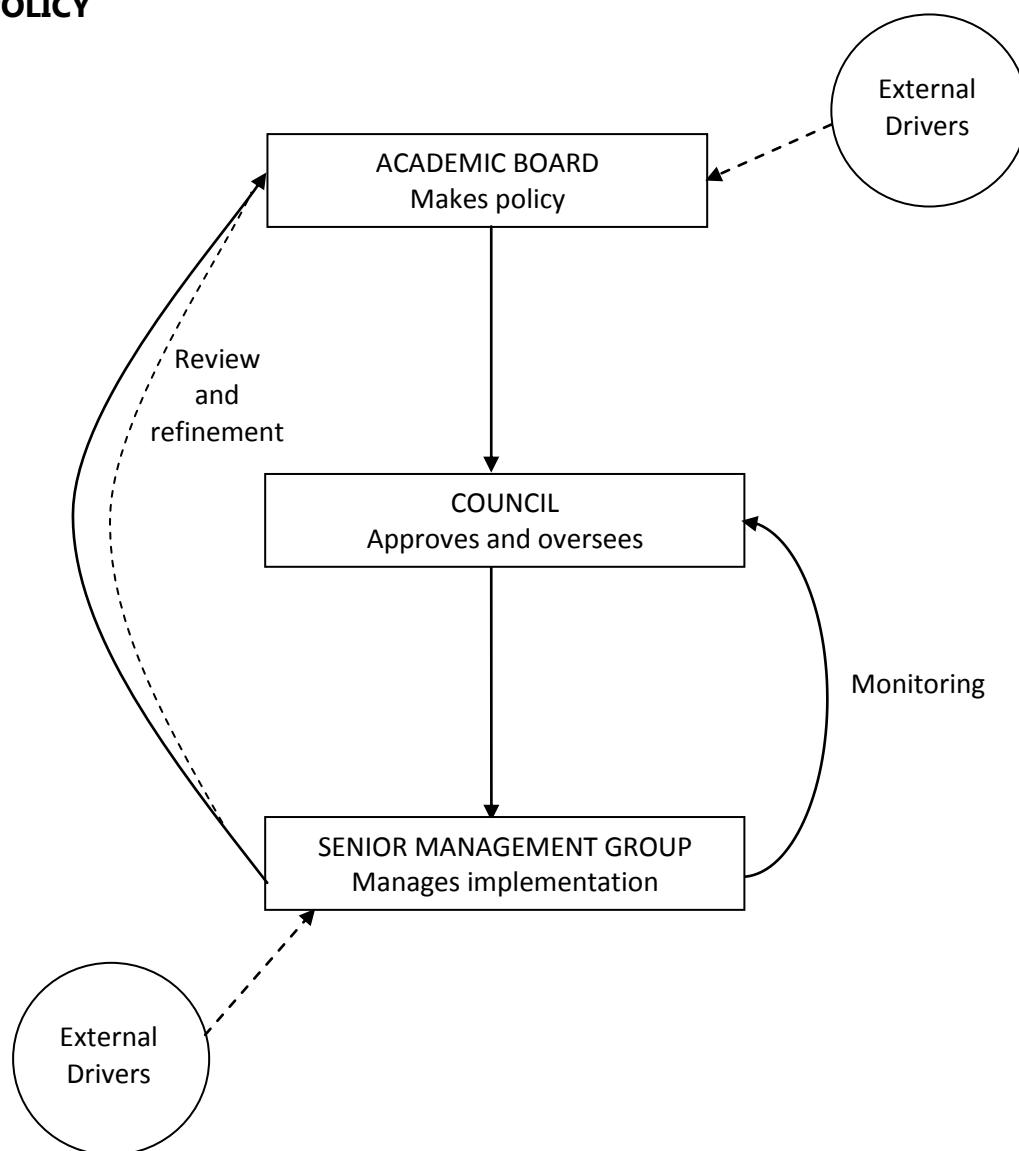 OLICY
External
Drivers
ACADEMIC BOARD
Makes policy
Review
and
refinement
COUNCIL
Approves and oversees
Monitoring
SENIOR MANAGEMENT GROUP
Manages implementation
External
Drivers